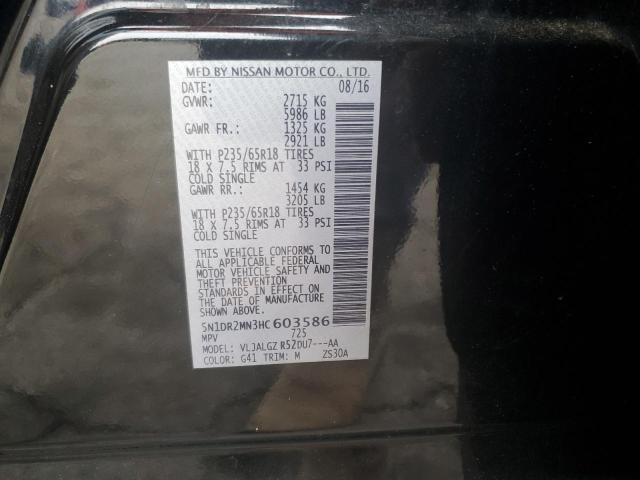 MFD BY NISSAN MOTOR CO., LTD.
DATE: 08/16
GVWR: 2715 KG
5986 LB
GAWR FR.: 1325 KG
2921 LB
WITH P235/65R18 TIRES
18 X 7.5 RIMS AT 33 PSI
COLD SINGLE
GAWR RR.: 1454 KG
3205 LB
WITH P235/65R18 TIRES
18 X 7.5 RIMS AT 33 PSI
COLD SINGLE
THIS VEHICLE CONFORMS TO
ALL APPLICABLE FEDERAL
MOTOR VEHICLE SAFETY AND
THEFT PREVENTION
STANDARDS IN EFFECT ON
THE DATE OF MANUFACTURE
SHOWN ABOVE.
5N1DR2MN3HC603586
MPV 725
MODEL: VLJALGZ R52DU7---AA
COLOR: G41 TRIM: M ZS30A